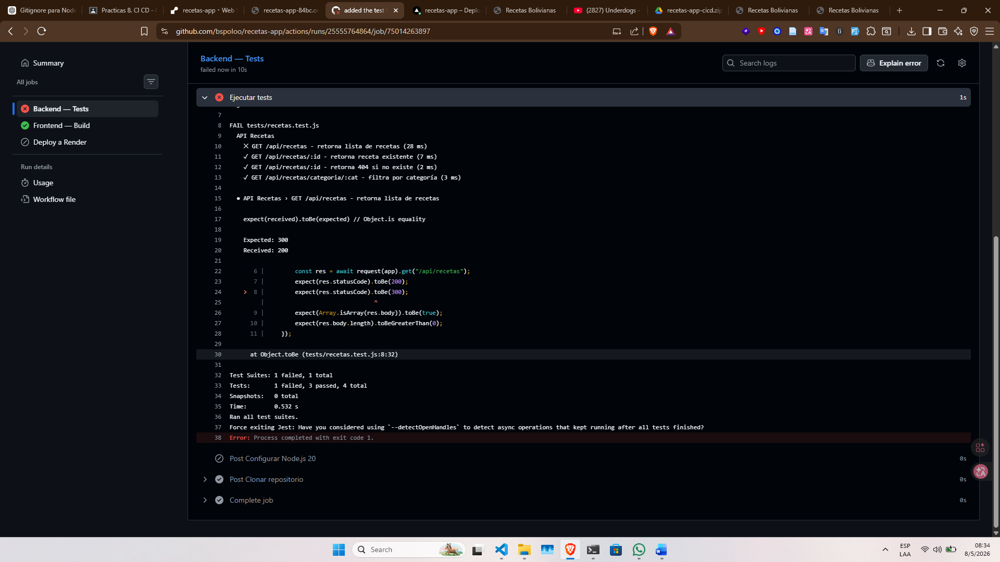 Gitignore para Node
Practicas 8. CI CD - 
recetas-app · Web S
recetas-app-84bc.or
added the test
recetas-app – Deplo
Recetas Bolivianas
(2827) Underdogs -
recetas-app-cicd.zip
Recetas Bolivianas
Recetas Bolivianas
github.com/bspoloo/recetas-app/actions/runs/25555764864/job/75014263897
Summary
All jobs
Backend — Tests
Frontend — Build
Deploy a Render
Run details
Usage
Workflow file
Backend — Tests
failed now in 10s
Search logs
Explain error
Ejecutar tests
1s
7
8 FAIL tests/recetas.test.js
9 API Recetas
10 ✕ GET /api/recetas - retorna lista de recetas (28 ms)
11 ✓ GET /api/recetas/:id - retorna receta existente (7 ms)
12 ✓ GET /api/recetas/:id - retorna 404 si no existe (2 ms)
13 ✓ GET /api/recetas/categoria/:cat - filtra por categoría (3 ms)
14
15 ● API Recetas › GET /api/recetas - retorna lista de recetas
16
17 expect(received).toBe(expected) // Object.is equality
18
19 Expected: 300
20 Received: 200
21
22 6 | const res = await request(app).get("/api/recetas");
23 7 | expect(res.statusCode).toBe(200);
24 > 8 | expect(res.statusCode).toBe(300);
25 | ^
26 9 | expect(Array.isArray(res.body)).toBe(true);
27 10 | expect(res.body.length).toBeGreaterThan(0);
28 11 | });
29
30 at Object.toBe (tests/recetas.test.js:8:32)
31
32 Test Suites: 1 failed, 1 total
33 Tests: 1 failed, 3 passed, 4 total
34 Snapshots: 0 total
35 Time: 0.532 s
36 Ran all test suites.
37 Force exiting Jest: Have you considered using `--detectOpenHandles` to detect async operations that kept running after all tests finished?
38 Error: Process completed with exit code 1.
Post Configurar Node.js 20
0s
Post Clonar repositorio
0s
Complete job
0s
Search
ESP
LAA
08:34
8/5/2026